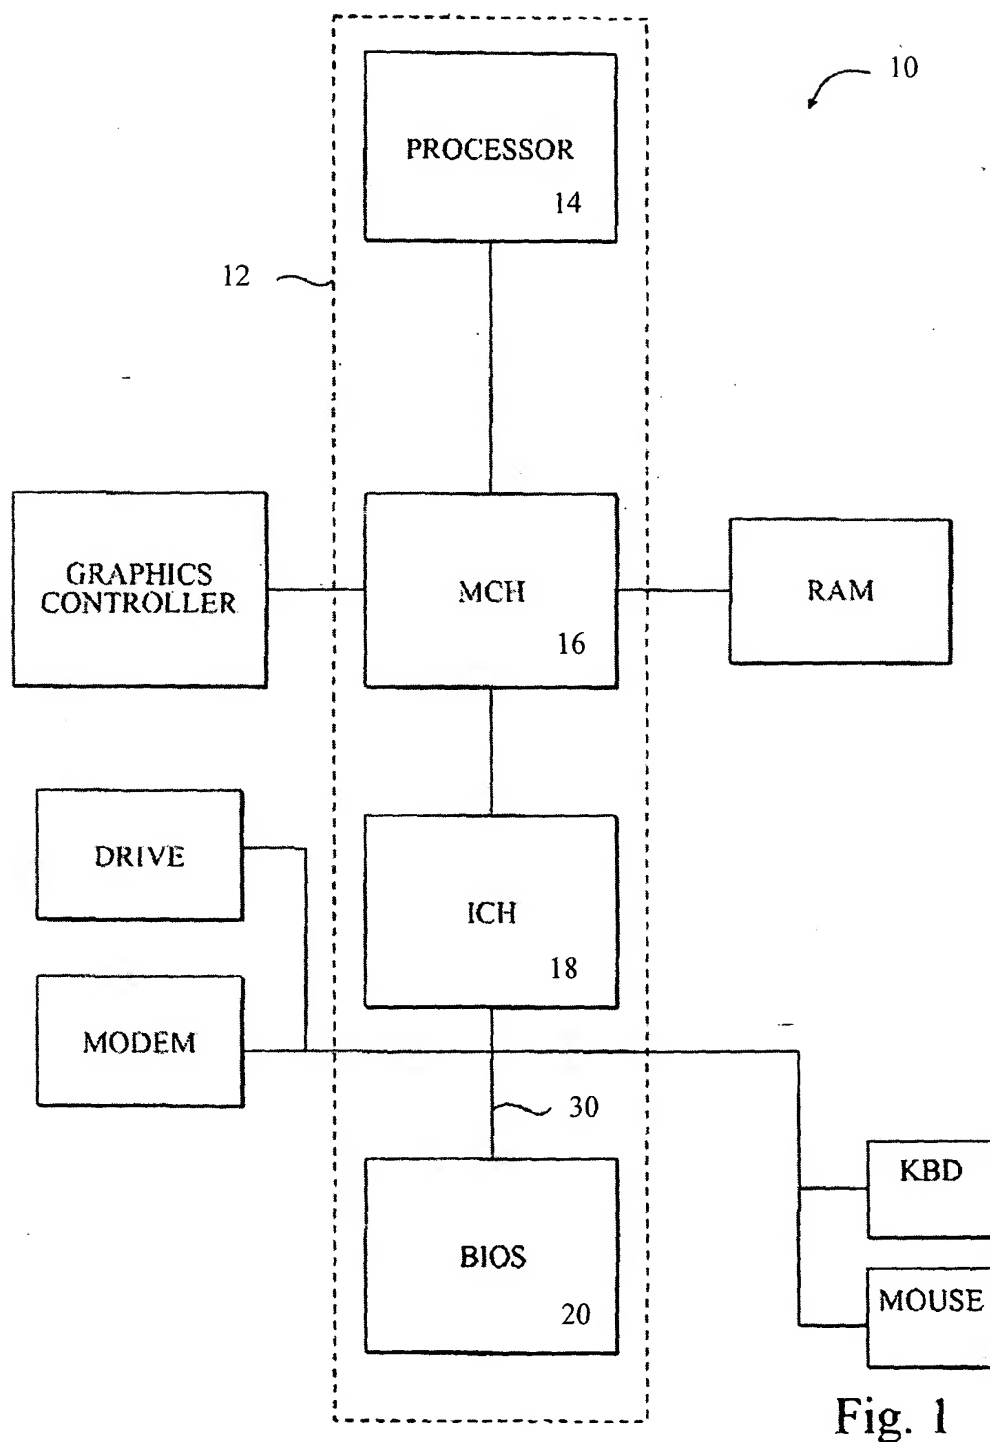 10
PROCESSOR
14
12
GRAPHICS
CONTROLLER
MCH
16
RAM
DRIVE
ICH
18
MODEM
30
KBD
BIOS
20
MOUSE
Fig. 1